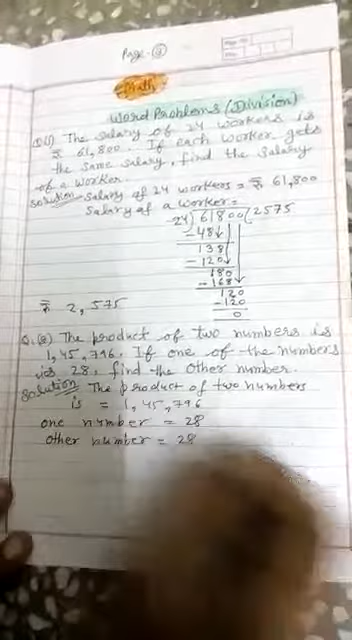 Page-④
Math
Word Problems (Division)
Q.(1) The salary of 24 workers is
₹ 61,800. If each worker gets
the same salary, find the salary
of a worker.
Solution- Salary of 24 workers = ₹ 61,800
Salary of a worker =
24)61800(2575
-48↓
138
-120↓
180
-168↓
120
-120
0
₹ 2,575
Q.(2) The product of two numbers is
1,45,796. If one of the numbers
is 28, find the other number.
Solution The product of two numbers
is = 1,45,796
one number = 28
other number = 28